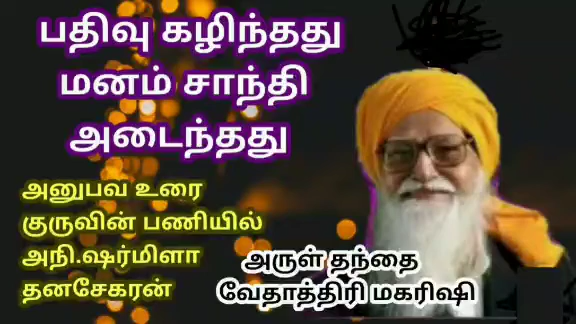 பதிவு கழிந்தது
மனம் சாந்தி
அடைந்தது
அனுபவ உரை
குருவின் பணியில்
அநி.ஷர்மிளா
தனசேகரன்
அருள் தந்தை
வேதாத்திரி மகரிஷி